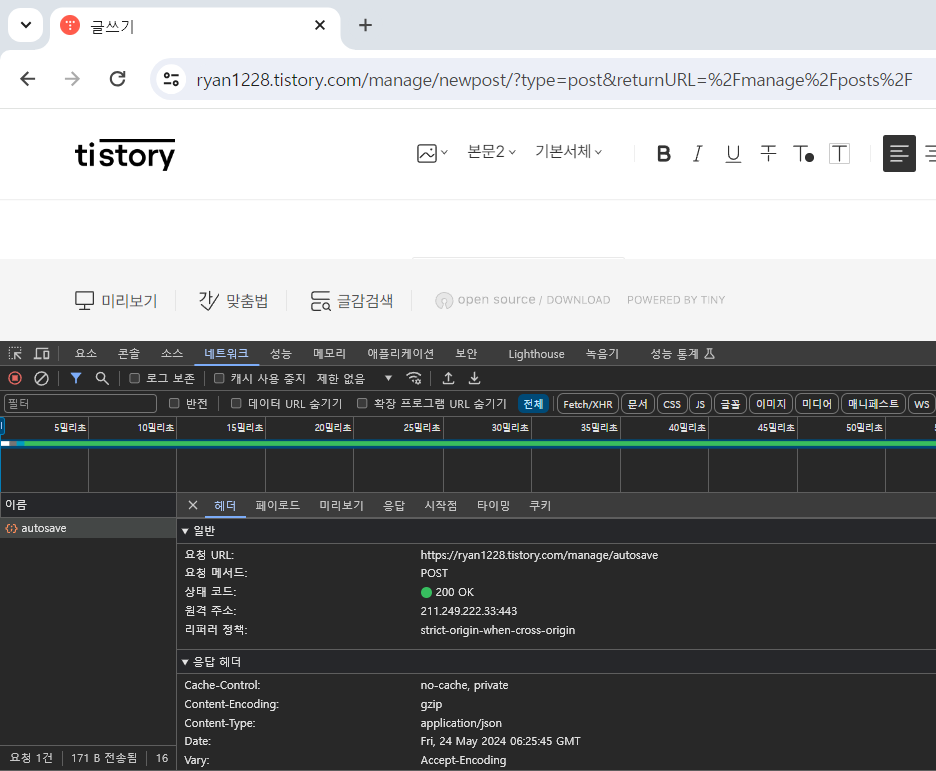 글쓰기
ryan1228.tistory.com/manage/newpost/?type=post&returnURL=%2Fmanage%2Fposts%2F
tistory 본문2 기본서체 B I U T T T
미리보기 가 맞춤법 글감검색 open source / DOWNLOAD POWERED BY TINY
요소 콘솔 소스 네트워크 성능 메모리 애플리케이션 보안 Lighthouse 녹음기 성능 통계
로그 보존 캐시 사용 중지 제한 없음
필터 반전 데이터 URL 숨기기 확장 프로그램 URL 숨기기 전체 Fetch/XHR 문서 CSS JS 글꼴 이미지 미디어 매니페스트 WS
5밀리초 10밀리초 15밀리초 20밀리초 25밀리초 30밀리초 35밀리초 40밀리초 45밀리초 50밀리초
이름 헤더 페이로드 미리보기 응답 시작점 타이밍 쿠키
autosave
일반
요청 URL: https://ryan1228.tistory.com/manage/autosave
요청 메서드: POST
상태 코드: 200 OK
원격 주소: 211.249.222.33:443
리퍼러 정책: strict-origin-when-cross-origin
응답 헤더
Cache-Control: no-cache, private
Content-Encoding: gzip
Content-Type: application/json
Date: Fri, 24 May 2024 06:25:45 GMT
Vary: Accept-Encoding
요청 1건 171 B 전송됨 16